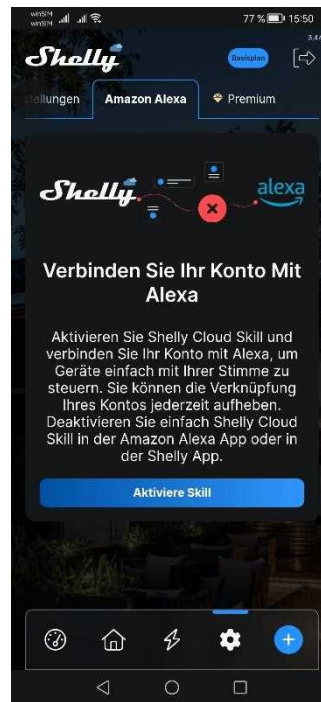 winSIM
winSIM
77 % 15:50
Shelly
Basisplan
3.44
tellungen Amazon Alexa Premium
Shelly alexa
Verbinden Sie Ihr Konto Mit
Alexa
Aktivieren Sie Shelly Cloud Skill und
verbinden Sie Ihr Konto mit Alexa, um
Geräte einfach mit Ihrer Stimme zu
steuern. Sie können die Verknüpfung
Ihres Kontos jederzeit aufheben.
Deaktivieren Sie einfach Shelly Cloud
Skill in der Amazon Alexa App oder in
der Shelly App.
Aktiviere Skill